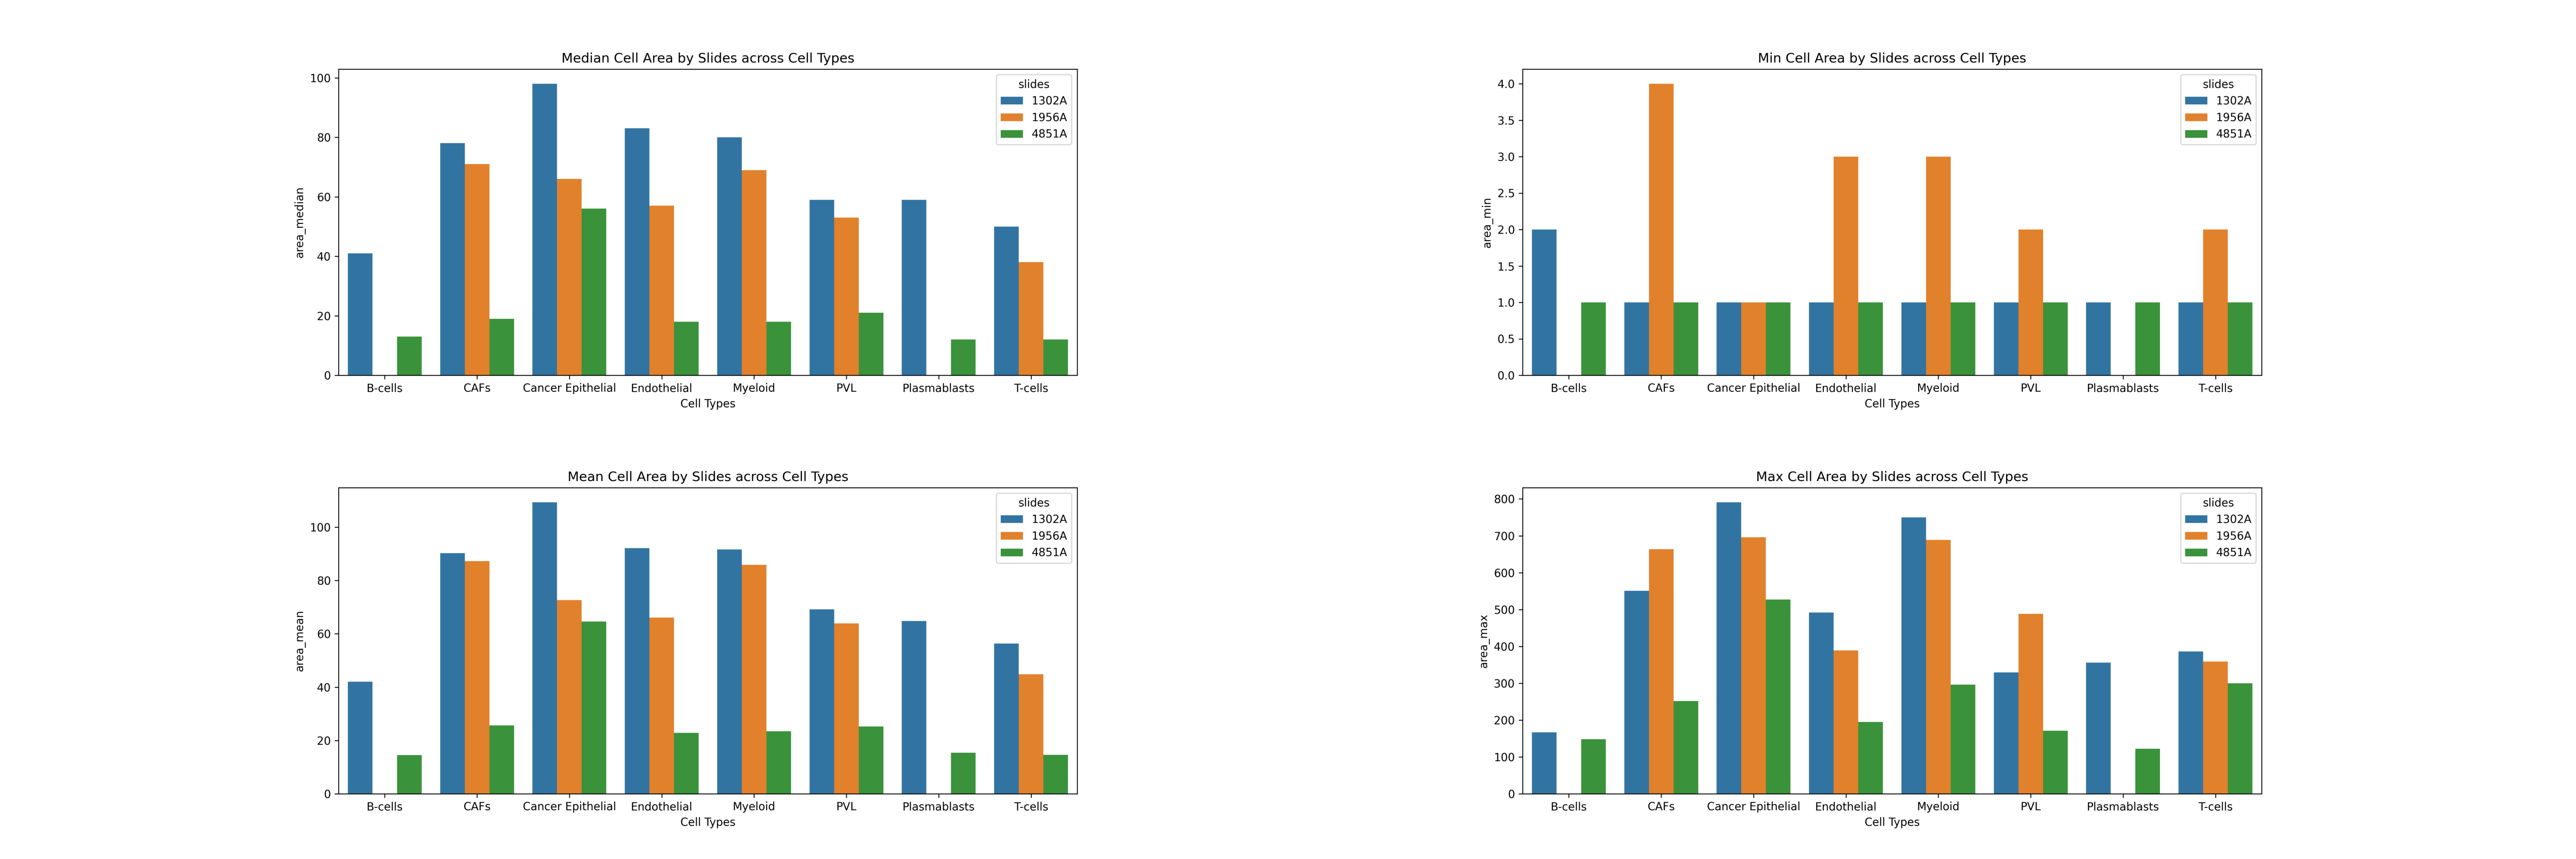 Median Cell Area by Slides across Cell Types
100
80
60
40
20
0
area_median
slides
1302A
1956A
4851A
B-cells CAFs Cancer Epithelial Endothelial Myeloid PVL Plasmablasts T-cells
Cell Types
Min Cell Area by Slides across Cell Types
4.0
3.5
3.0
2.5
2.0
1.5
1.0
0.5
0.0
area_min
slides
1302A
1956A
4851A
B-cells CAFs Cancer Epithelial Endothelial Myeloid PVL Plasmablasts T-cells
Cell Types
Mean Cell Area by Slides across Cell Types
100
80
60
40
20
0
area_mean
slides
1302A
1956A
4851A
B-cells CAFs Cancer Epithelial Endothelial Myeloid PVL Plasmablasts T-cells
Cell Types
Max Cell Area by Slides across Cell Types
800
700
600
500
400
300
200
100
0
area_max
slides
1302A
1956A
4851A
B-cells CAFs Cancer Epithelial Endothelial Myeloid PVL Plasmablasts T-cells
Cell Types